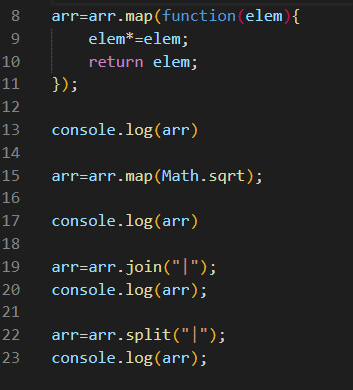 8 arr=arr.map(function(elem){
9     elem*=elem;
10     return elem;
11 });
12
13 console.log(arr)
14
15 arr=arr.map(Math.sqrt);
16
17 console.log(arr)
18
19 arr=arr.join("|");
20 console.log(arr);
21
22 arr=arr.split("|");
23 console.log(arr);